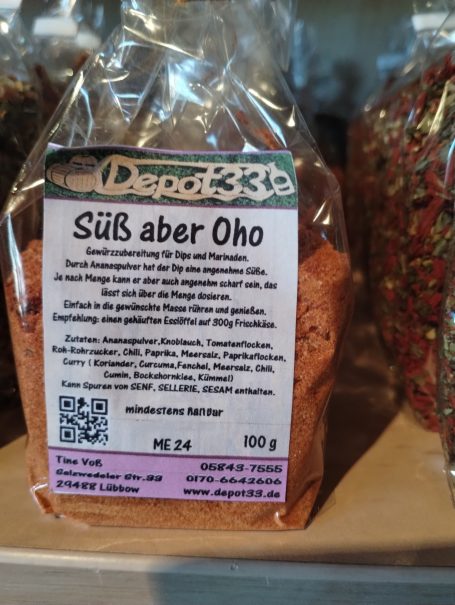 Depot33
Süß aber Oho
Gewürzzubereitung für Dips und Marinaden.
Durch Ananaspulver hat der Dip eine angenehme Süße.
Je nach Menge kann er aber auch angenehm scharf sein, das
lässt sich über die Menge dosieren.
Einfach in die gewünschte Masse rühren und genießen.
Empfehlung: einen gehäuften Esslöffel auf 300g Frischkäse.
Zutaten: Ananaspulver,Knoblauch, Tomatenflocken,
Roh-Rohrzucker, Chili, Paprika, Meersalz, Paprikaflocken,
Curry ( Koriander, Curcuma,Fenchel, Meersalz, Chili,
Cumin, Bockshornklee, Kümmel)
Kann Spuren von SENF, SELLERIE, SESAM enthalten.
mindestens haltbar
ME 24 100 g
Tine Voß 05843-7555
Salzwedeler Str.33 0170-6642606
29488 Lübbow www.depot33.de